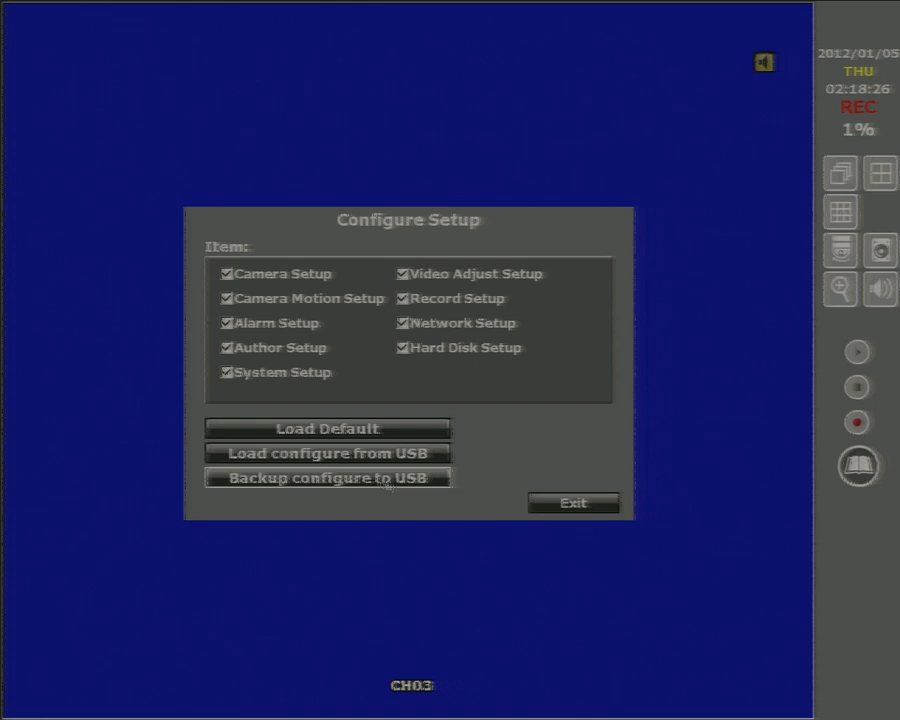 2012/01/05
THU
02:18:26
REC
1%
Configure Setup
Item:
Camera Setup
Video Adjust Setup
Camera Motion Setup
Record Setup
Alarm Setup
Network Setup
Author Setup
Hard Disk Setup
System Setup
Load Default
Load configure from USB
Backup configure to USB
Exit
CH03